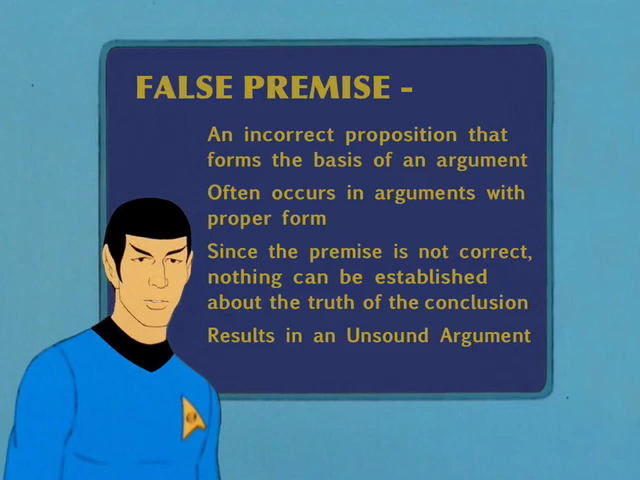 FALSE PREMISE -
An incorrect proposition that
forms the basis of an argument
Often occurs in arguments with
proper form
Since the premise is not correct,
nothing can be established
about the truth of the conclusion
Results in an Unsound Argument